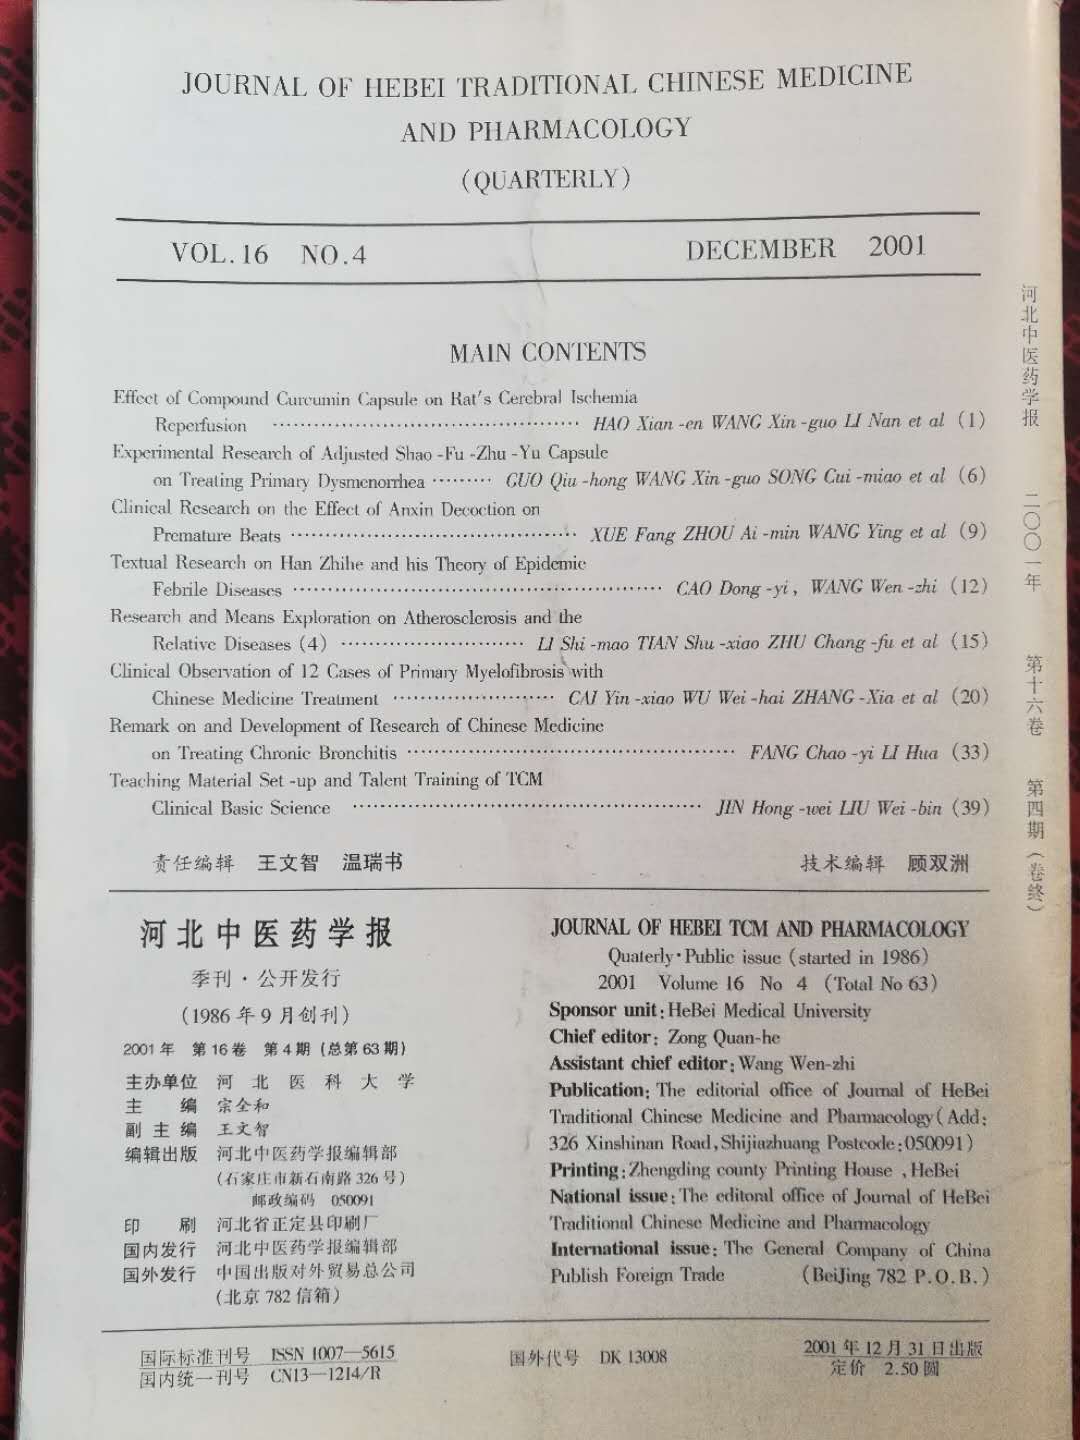 JOURNAL OF HEBEI TRADITIONAL CHINESE MEDICINE
AND PHARMACOLOGY
(QUARTERLY)
VOL.16 NO.4 DECEMBER 2001
MAIN CONTENTS
Effect of Compound Curcumin Capsule on Rat's Cerebral Ischemia
Reperfusion ·········································· HAO Xian-en WANG Xin-guo LI Nan et al (1)
Experimental Research of Adjusted Shao-Fu-Zhu-Yu Capsule
on Treating Primary Dysmenorrhea ········· GUO Qiu-hong WANG Xin-guo SONG Cui-miao et al (6)
Clinical Research on the Effect of Anxin Decoction on
Premature Beats ······································· XUE Fang ZHOU Ai-min WANG Ying et al (9)
Textual Research on Han Zhihe and his Theory of Epidemic
Febrile Diseases ·················································· CAO Dong-yi, WANG Wen-zhi (12)
Research and Means Exploration on Atherosclerosis and the
Relative Diseases (4) ························· LI Shi-mao TIAN Shu-xiao ZHU Chang-fu et al (15)
Clinical Observation of 12 Cases of Primary Myelofibrosis with
Chinese Medicine Treatment ······················ CAI Yin-xiao WU Wei-hai ZHANG-Xia et al (20)
Remark on and Development of Research of Chinese Medicine
on Treating Chronic Bronchitis ············································ FANG Chao-yi LI Hua (33)
Teaching Material Set-up and Talent Training of TCM
Clinical Basic Science ··············································· JIN Hong-wei LIU Wei-bin (39)
责任编辑 王文智 温瑞书 技术编辑 顾双洲
河北中医药学报
季刊·公开发行
(1986年9月创刊)
2001年 第16卷 第4期(总第63期)
主办单位 河北医科大学
主编 宗全和
副主编 王文智
编辑出版 河北中医药学报编辑部
(石家庄市新石南路326号)
邮政编码 050091
印刷 河北省正定县印刷厂
国内发行 河北中医药学报编辑部
国外发行 中国出版对外贸易总公司
(北京782信箱)
JOURNAL OF HEBEI TCM AND PHARMACOLOGY
Quaterly·Public issue (started in 1986)
2001 Volume 16 No 4 (Total No 63)
Sponsor unit: HeBei Medical University
Chief editor: Zong Quan-he
Assistant chief editor: Wang Wen-zhi
Publication: The editorial office of Journal of HeBei
Traditional Chinese Medicine and Pharmacology (Add:
326 Xinshinan Road, Shijiazhuang Postcode:050091)
Printing: Zhengding county Printing House , HeBei
National issue: The editoral office of Journal of HeBei
Traditional Chinese Medicine and Pharmacology
International issue: The General Company of China
Publish Foreign Trade (BeiJing 782 P.O.B.)
国际标准刊号 ISSN 1007—5615
国内统一刊号 CN13—1214/R
国外代号 DK 13008
2001年12月31日出版
定价 2.50圆
河北中医药学报 二〇〇一年 第十六卷 第四期(卷终)